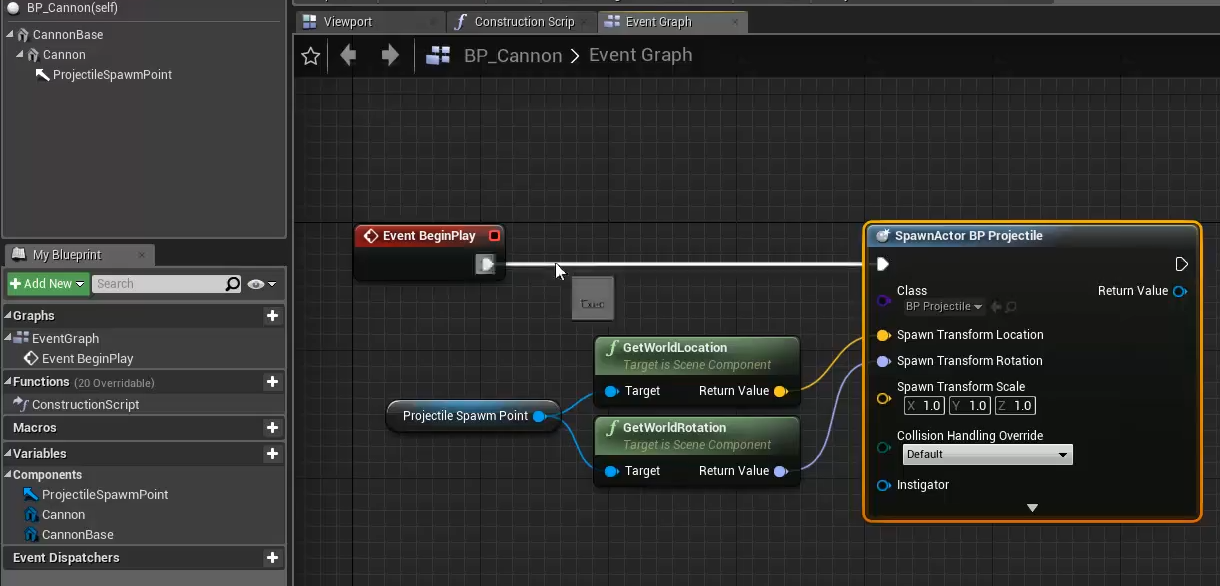 BP_Cannon(self)
CannonBase
Cannon
ProjectileSpawmPoint
My Blueprint
Add New
Search
Graphs
EventGraph
Event BeginPlay
Functions (20 Overridable)
ConstructionScript
Macros
Variables
Components
ProjectileSpawmPoint
Cannon
CannonBase
Event Dispatchers
Viewport
Construction Scrip
Event Graph
BP_Cannon > Event Graph
Event BeginPlay
Exec
Projectile Spawm Point
GetWorldLocation
Target is Scene Component
Target Return Value
GetWorldRotation
Target is Scene Component
Target Return Value
SpawnActor BP Projectile
Class
BP Projectile
Return Value
Spawn Transform Location
Spawn Transform Rotation
Spawn Transform Scale
X 1.0 Y 1.0 Z 1.0
Collision Handling Override
Default
Instigator